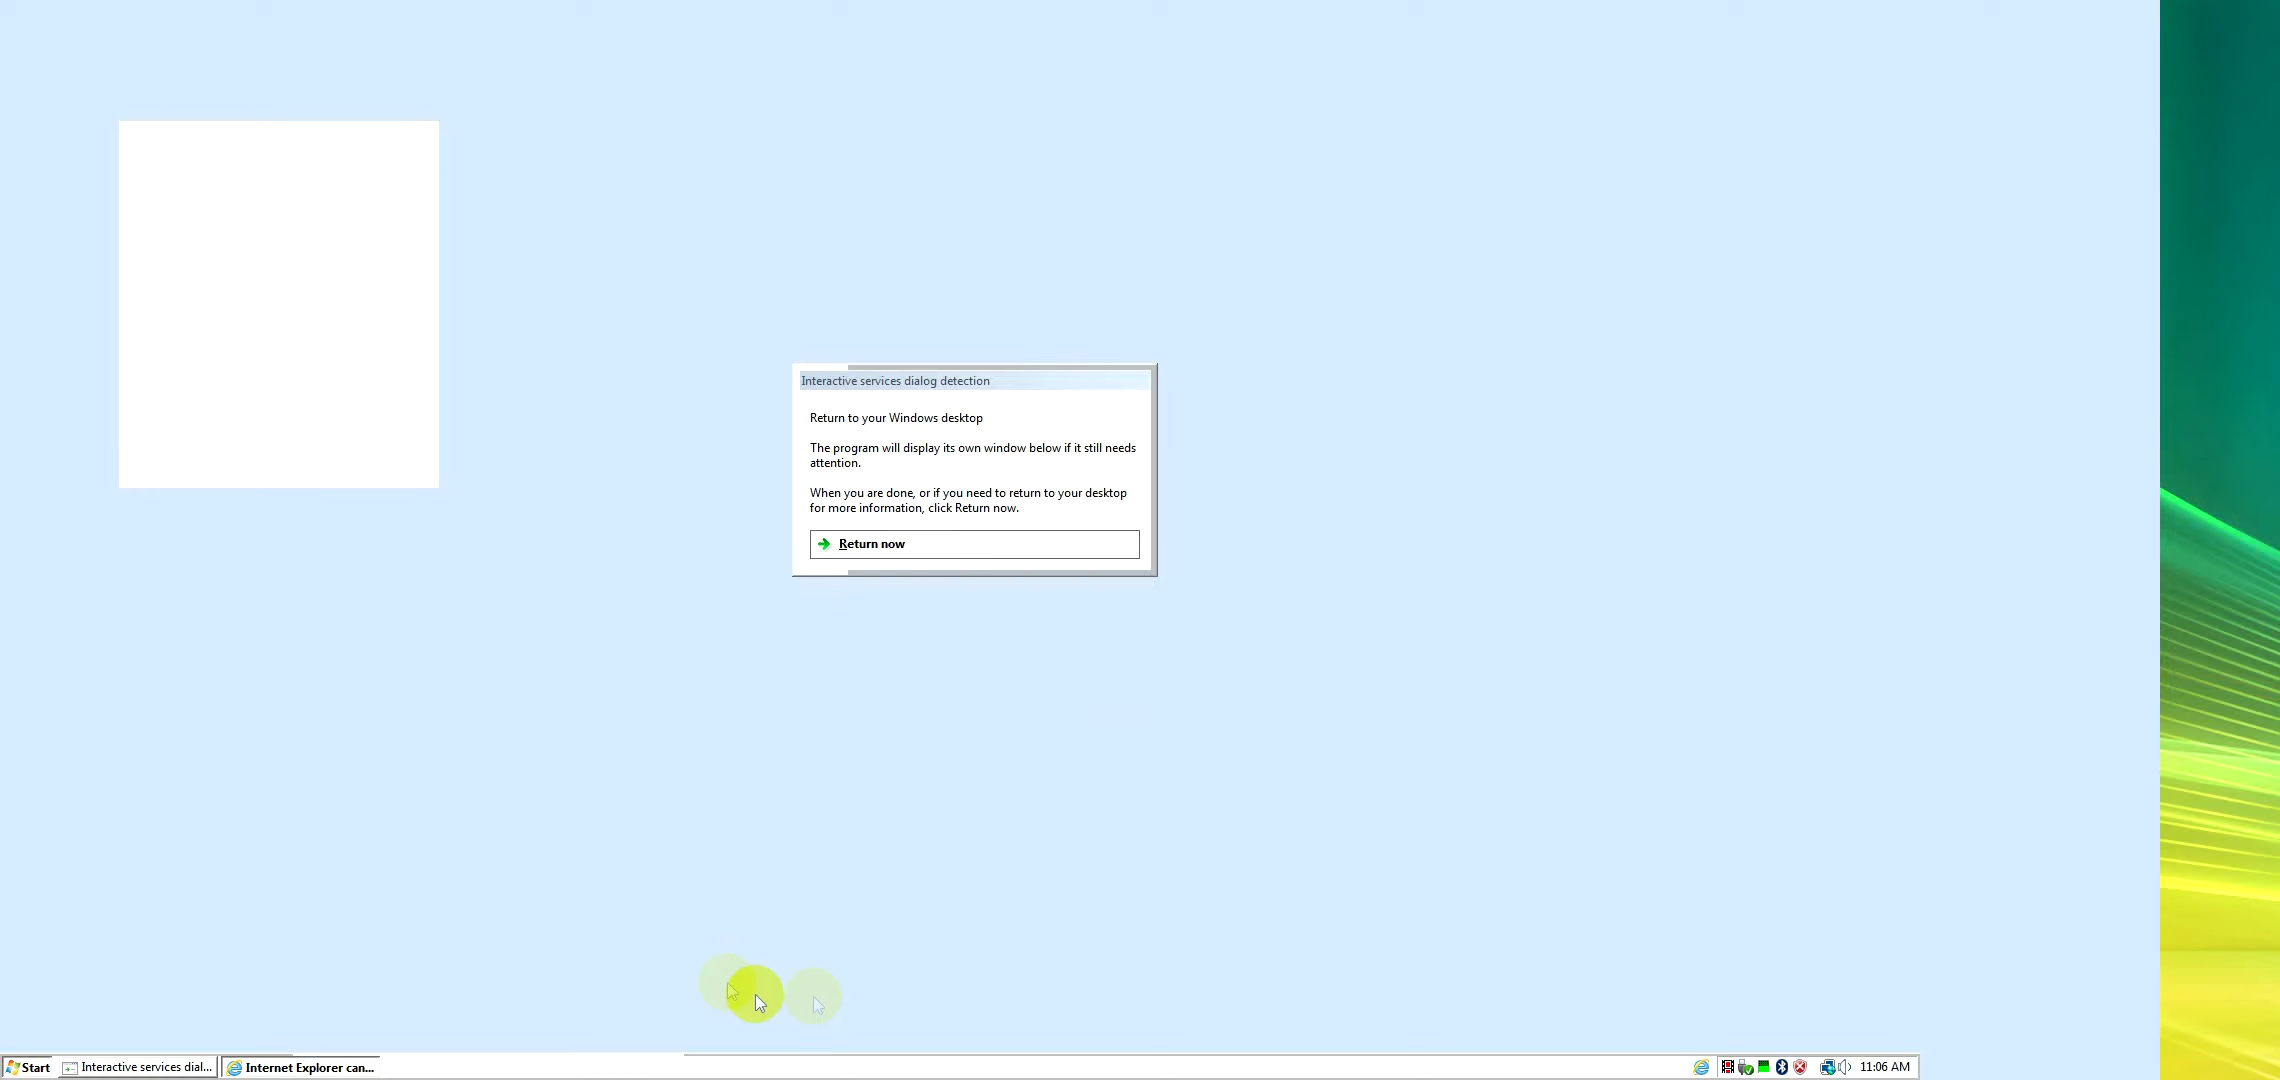 Interactive services dialog detection
Return to your Windows desktop
The program will display its own window below if it still needs
attention.
When you are done, or if you need to return to your desktop
for more information, click Return now.
Return now
Start
Interactive services dial...
Internet Explorer can...
11:06 AM